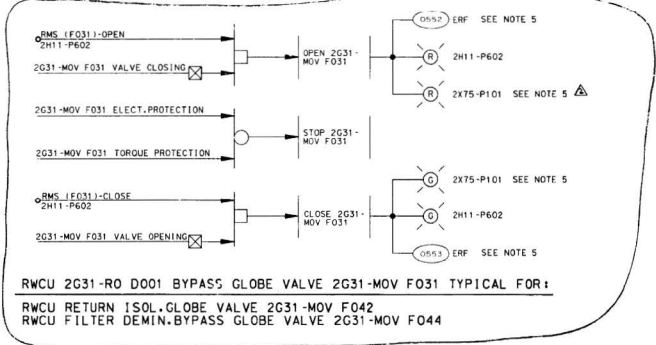 0552 ERF SEE NOTE 5
RMS (F031)-OPEN
2H11-P602
2G31-MOV F031 VALVE CLOSING
OPEN 2G31-
MOV F031
R 2H11-P602
R 2X75-P101 SEE NOTE 5
2G31-MOV F031 ELECT.PROTECTION
STOP 2G31-
MOV F031
2G31-MOV F031 TORQUE PROTECTION
G 2X75-P101 SEE NOTE 5
RMS (F031)-CLOSE
2H11-P602
CLOSE 2G31-
MOV F031
G 2H11-P602
2G31-MOV F031 VALVE OPENING
0553 ERF SEE NOTE 5
RWCU 2G31-RO D001 BYPASS GLOBE VALVE 2G31-MOV F031 TYPICAL FOR:
RWCU RETURN ISOL.GLOBE VALVE 2G31-MOV F042
RWCU FILTER DEMIN.BYPASS GLOBE VALVE 2G31-MOV F044